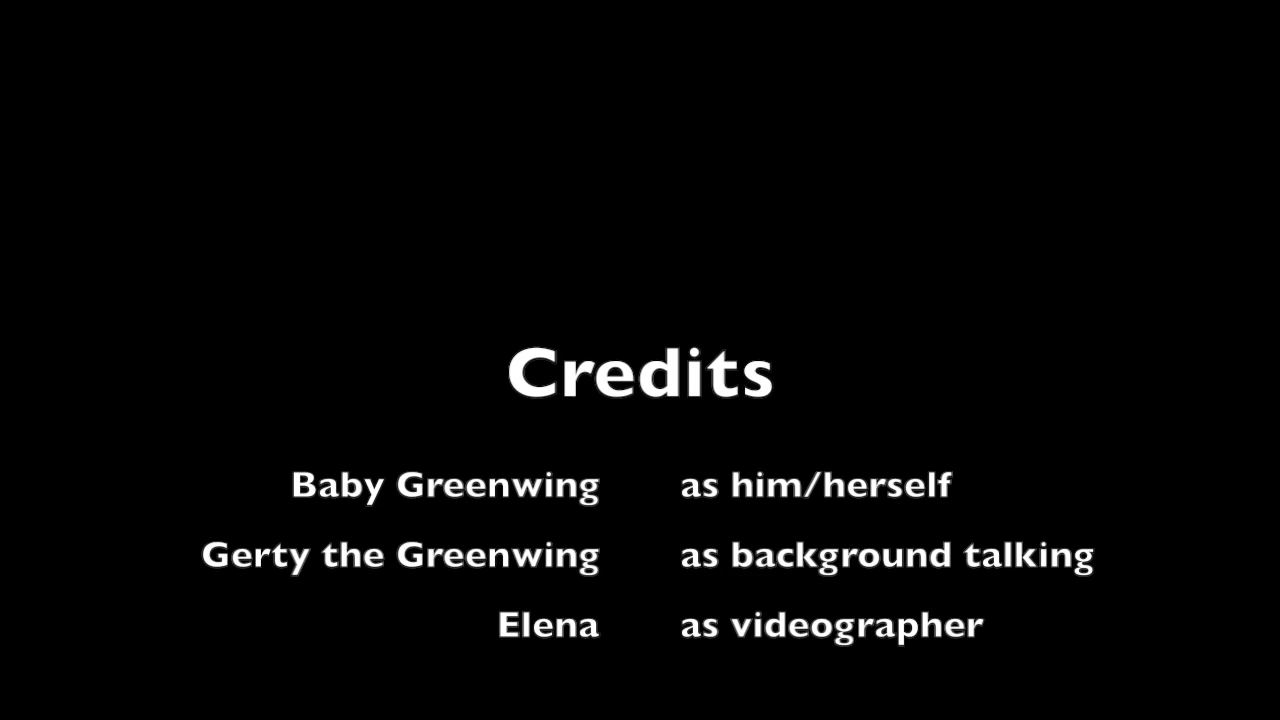 Credits
Baby Greenwing as him/herself
Gerty the Greenwing as background talking
Elena as videographer